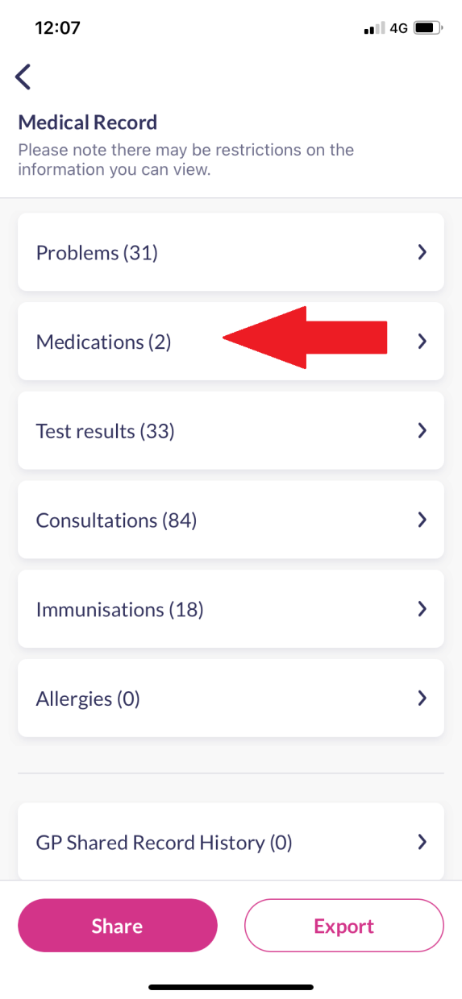 12:07
4G
Medical Record
Please note there may be restrictions on the
information you can view.
Problems (31)
Medications (2)
Test results (33)
Consultations (84)
Immunisations (18)
Allergies (0)
GP Shared Record History (0)
Share
Export